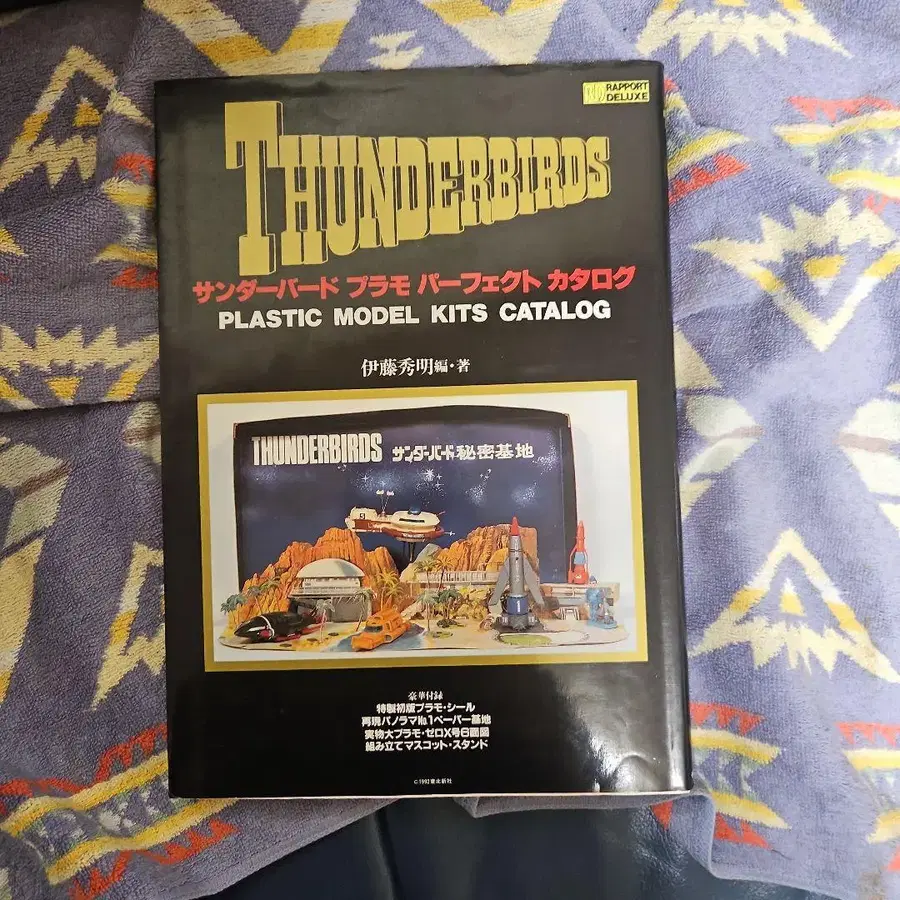 RAPPORT
DELUXE
THUNDERBIRDS
サンダーバード プラモ パーフェクト カタログ
PLASTIC MODEL KITS CATALOG
伊藤秀明編・著
THUNDERBIRDS サンダーバード秘密基地
豪華付録
特製初版プラモ・シール
再現パノラマ№1ペーパー基地
実物大プラモ・ゼロX号6面図
組み立てマスコット・スタンド